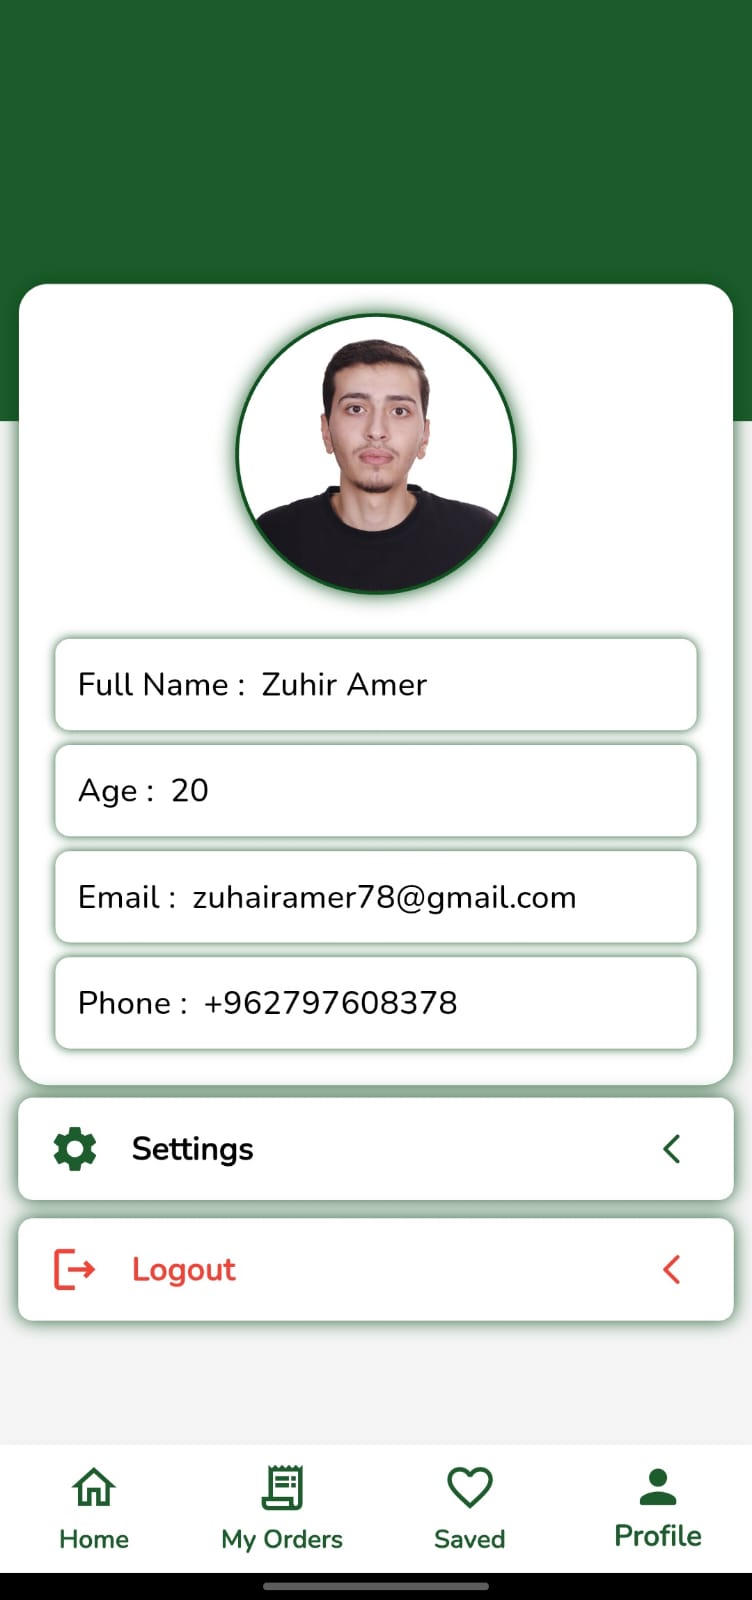 Full Name : Zuhir Amer
Age : 20
Email : zuhairamer78@gmail.com
Phone : +962797608378
Settings
Logout
Home My Orders Saved Profile